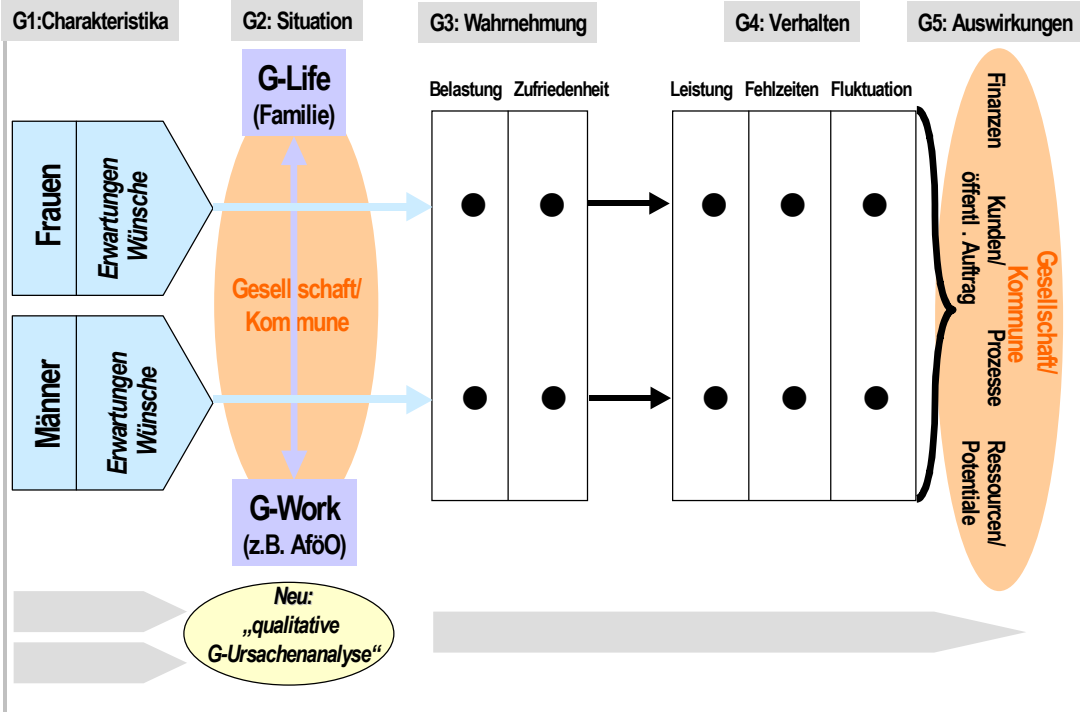 G1:Charakteristika
G2: Situation
G3: Wahrnehmung
G4: Verhalten
G5: Auswirkungen
G-Life
(Familie)
Belastung
Zufriedenheit
Leistung
Fehlzeiten
Fluktuation
Frauen
Erwartungen
Wünsche
Männer
Erwartungen
Wünsche
Gesellschaft/
Kommune
G-Work
(z.B. AföO)
Finanzen
Kunden/
öffentl . Auftrag
Prozesse
Ressourcen/
Potentiale
Gesellschaft/
Kommune
Neu:
„qualitative
G-Ursachenanalyse“